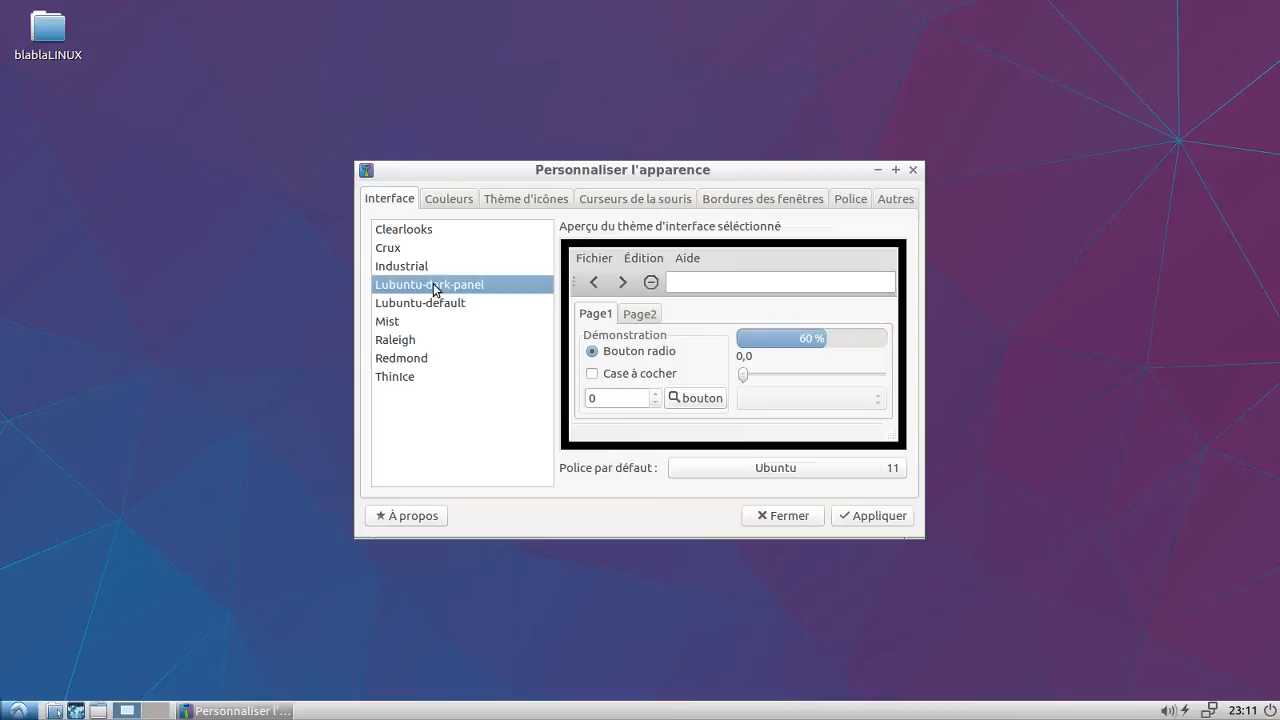 blablaLINUX
Personnaliser l'apparence
Interface Couleurs Thème d'icônes Curseurs de la souris Bordures des fenêtres Police Autres
Clearlooks
Crux
Industrial
Lubuntu-dark-panel
Lubuntu-default
Mist
Raleigh
Redmond
ThinIce
Aperçu du thème d'interface séléctionné
Fichier Édition Aide
Page1 Page2
Démonstration
Bouton radio
Case à cocher
0 bouton
60 %
0,0
Police par défaut : Ubuntu 11
À propos Fermer Appliquer
Personnaliser l'... 23:11